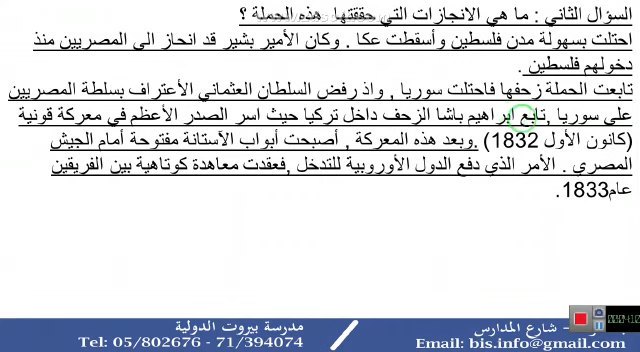 السؤال الثاني : ما هي الانجازات التي حققتها هذه الحملة ؟
احتلت بسهولة مدن فلسطين وأسقطت عكا . وكان الأمير بشير قد انحاز الى المصريين منذ
دخولهم فلسطين .
تابعت الحملة زحفها فاحتلت سوريا , واذ رفض السلطان العثماني الأعتراف بسلطة المصريين
على سوريا ,تابع ابراهيم باشا الزحف داخل تركيا حيث اسر الصدر الأعظم في معركة قونية
(كانون الأول 1832) .وبعد هذه المعركة , أصبحت أبواب الآستانة مفتوحة أمام الجيش
المصري . الأمر الذي دفع الدول الأوروبية للتدخل ,فعقدت معاهدة كوتاهية بين الفريقين
عام1833.
مدرسة بيروت الدولية
- شارع المدارس
Tel: 05/802676 - 71/394074
Email: bis.info@gmail.com